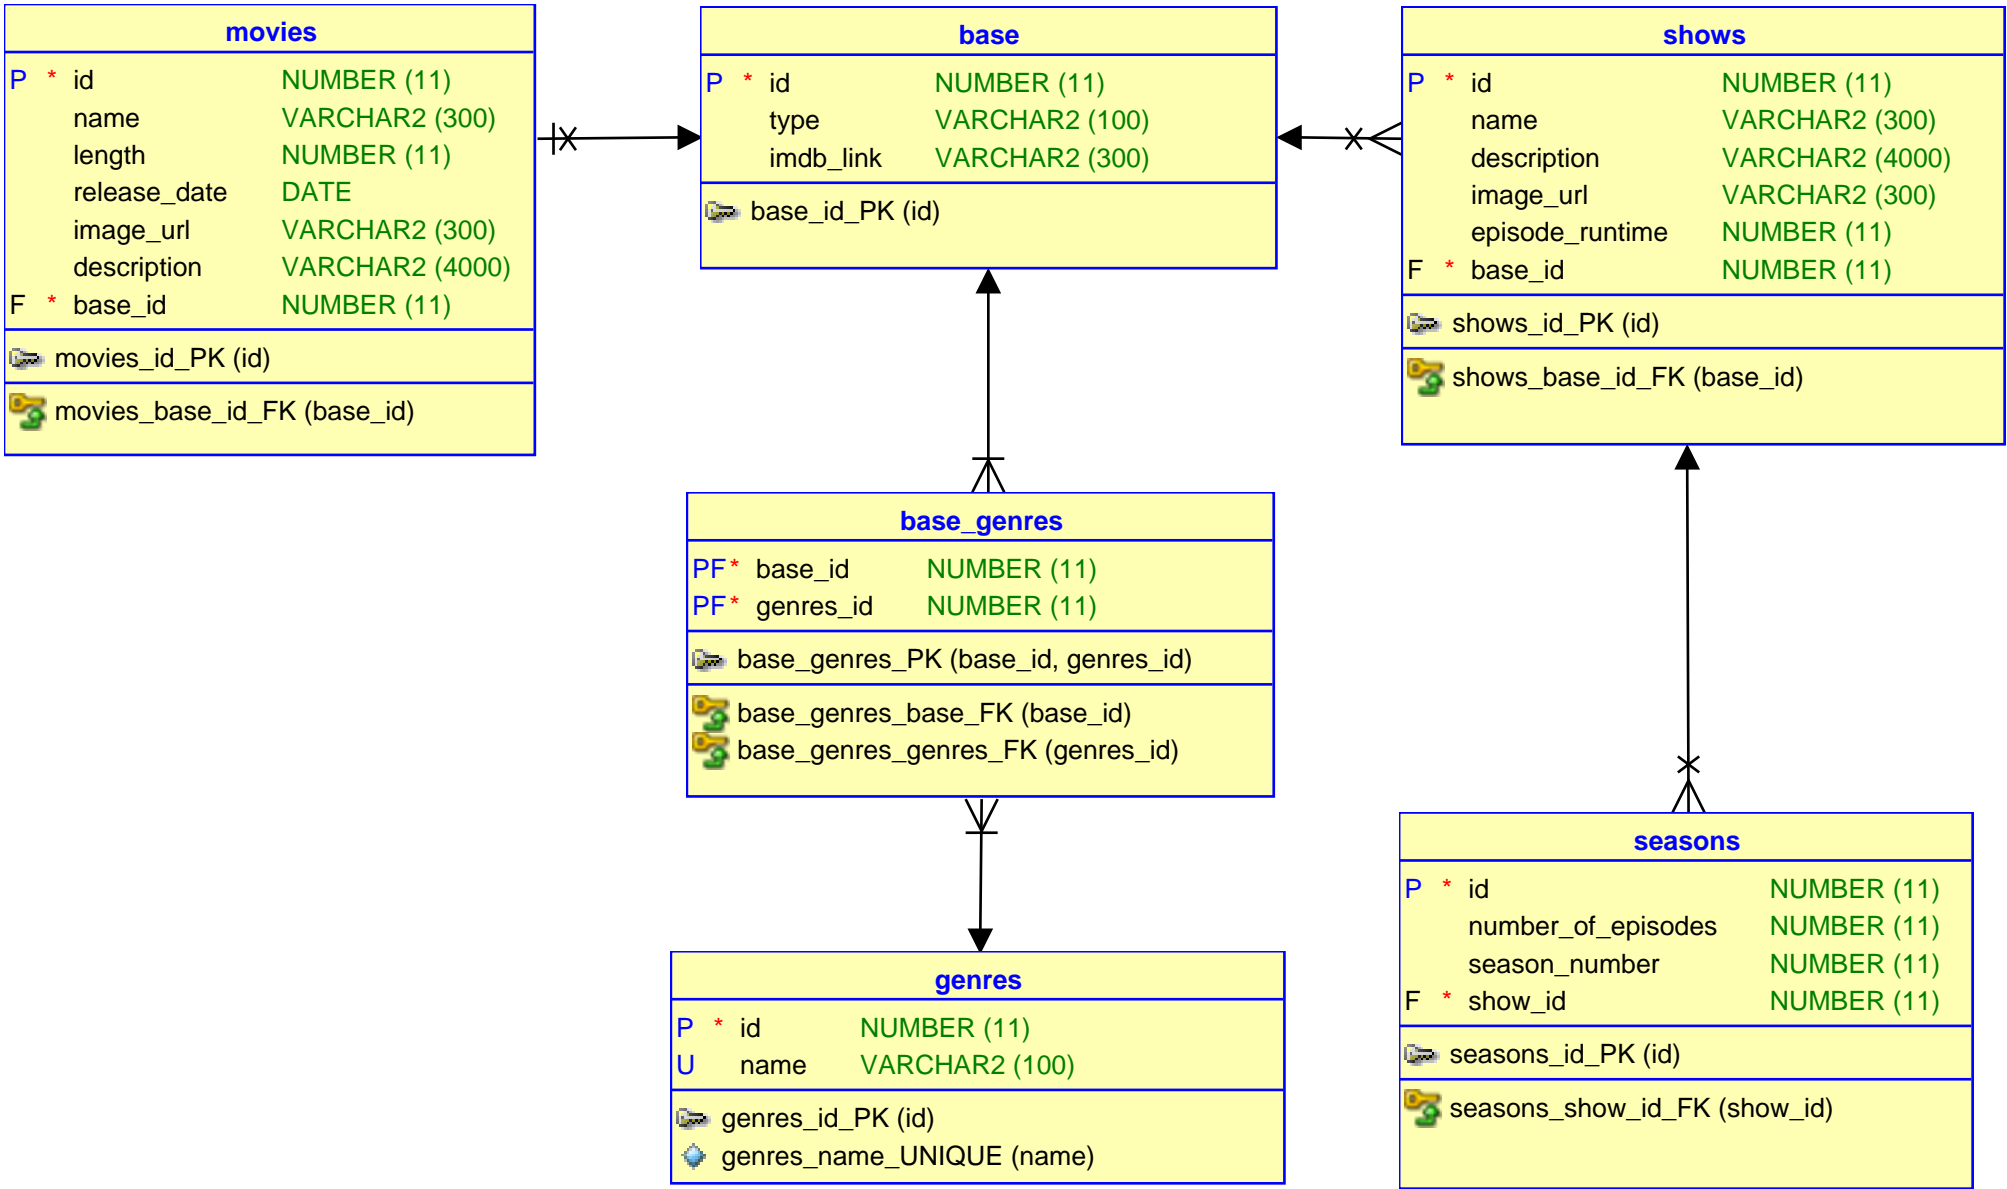 movies
P * id NUMBER (11)
name VARCHAR2 (300)
length NUMBER (11)
release_date DATE
image_url VARCHAR2 (300)
description VARCHAR2 (4000)
F * base_id NUMBER (11)
movies_id_PK (id)
movies_base_id_FK (base_id)
base
P * id NUMBER (11)
type VARCHAR2 (100)
imdb_link VARCHAR2 (300)
base_id_PK (id)
shows
P * id NUMBER (11)
name VARCHAR2 (300)
description VARCHAR2 (4000)
image_url VARCHAR2 (300)
episode_runtime NUMBER (11)
F * base_id NUMBER (11)
shows_id_PK (id)
shows_base_id_FK (base_id)
base_genres
PF* base_id NUMBER (11)
PF* genres_id NUMBER (11)
base_genres_PK (base_id, genres_id)
base_genres_base_FK (base_id)
base_genres_genres_FK (genres_id)
genres
P * id NUMBER (11)
U name VARCHAR2 (100)
genres_id_PK (id)
genres_name_UNIQUE (name)
seasons
P * id NUMBER (11)
number_of_episodes NUMBER (11)
season_number NUMBER (11)
F * show_id NUMBER (11)
seasons_id_PK (id)
seasons_show_id_FK (show_id)